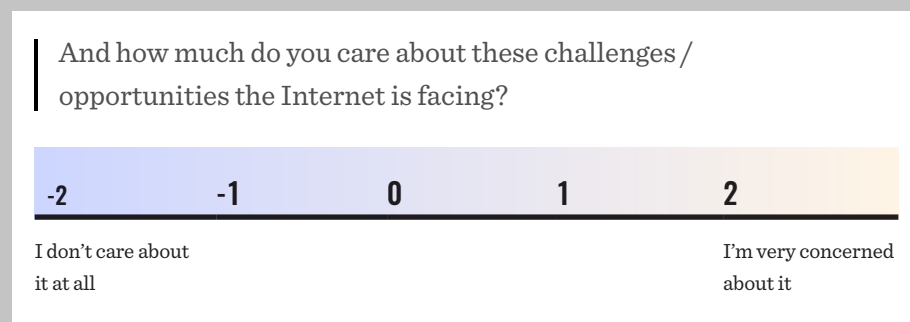 And how much do you care about these challenges /
opportunities the Internet is facing?
-2 -1 0 1 2
I don’t care about
it at all
I’m very concerned
about it